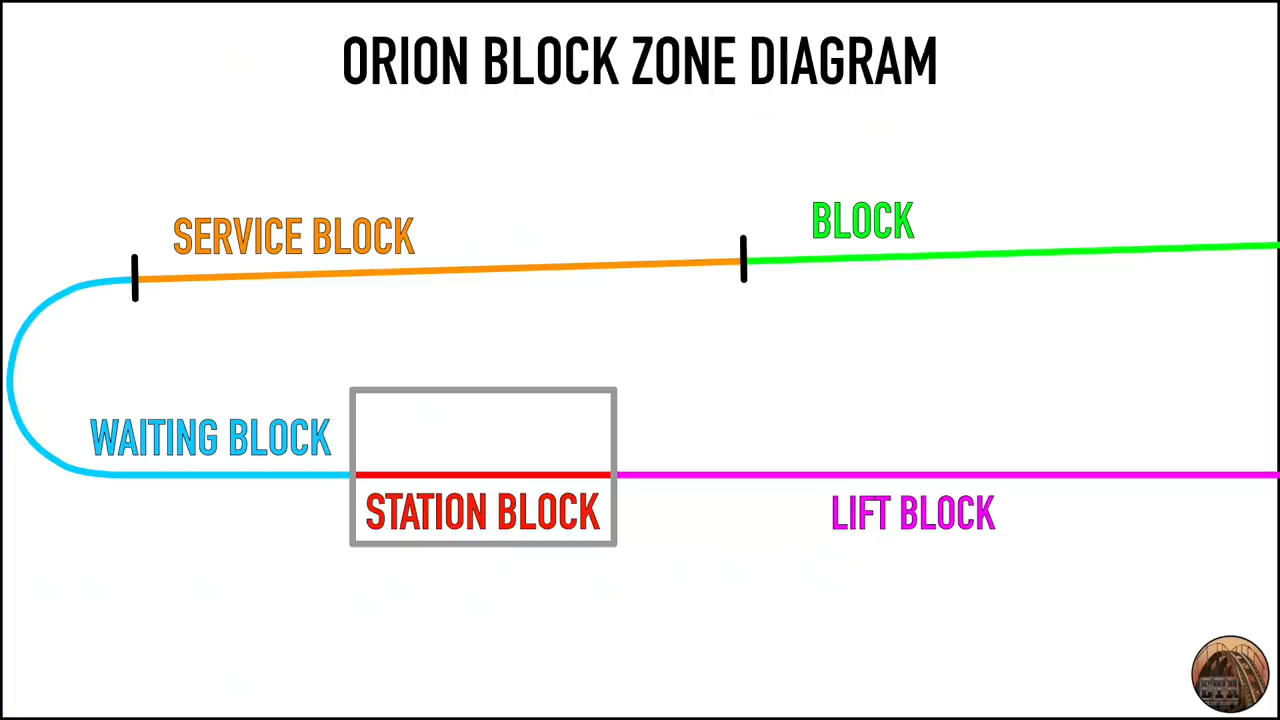 ORION BLOCK ZONE DIAGRAM
BLOCK
SERVICE BLOCK
WAITING BLOCK
STATION BLOCK
LIFT BLOCK